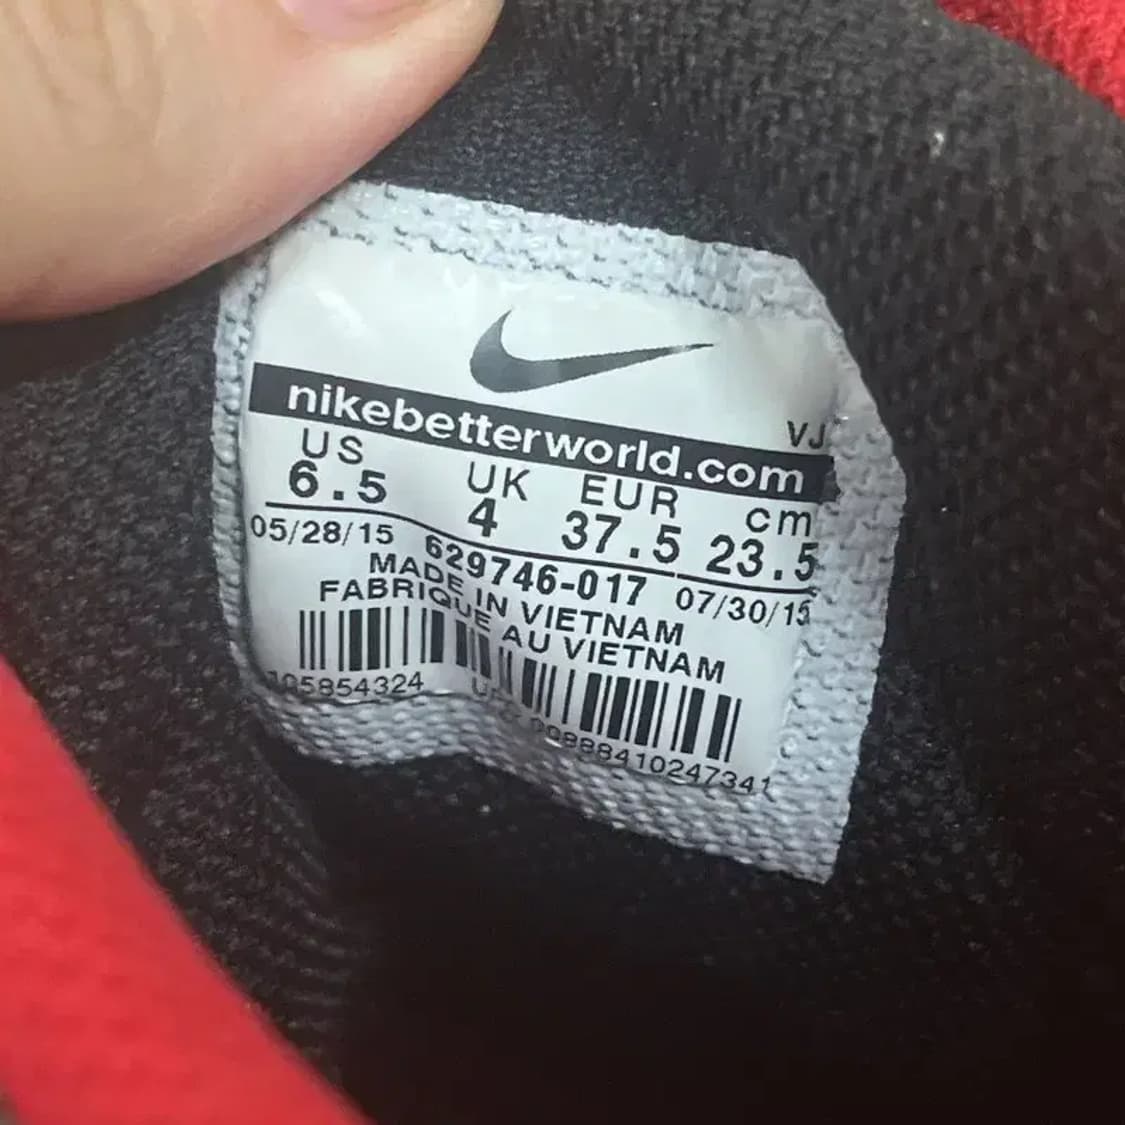 nikebetterworld.com
VJ
US UK EUR cm
6.5 4 37.5 23.5
05/28/15 629746-017 07/30/15
MADE IN VIETNAM
FABRIQUE AU VIETNAM
05854324 00888410247341